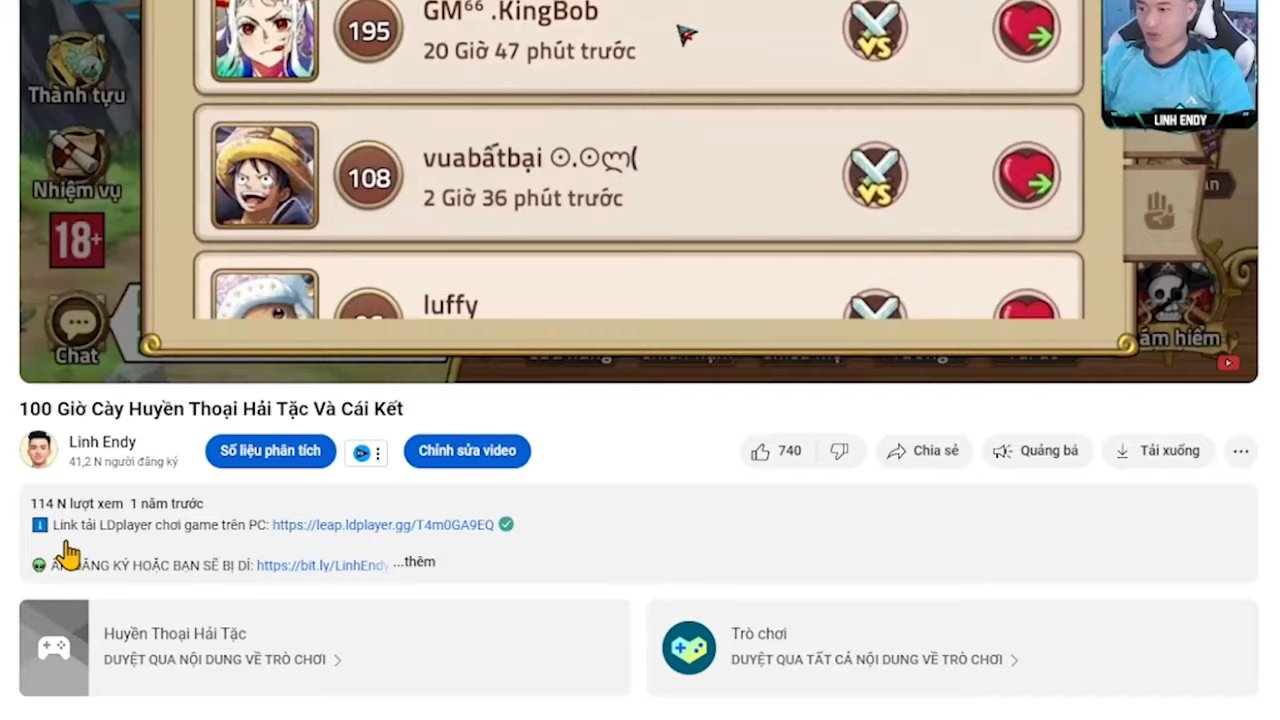 GM⁶⁶ .KingBob
195
20 Giờ 47 phút trước
VS
Thành tựu
LINH ENDY
vuabấtbại ⊙.⊙ლ(
108
2 Giờ 36 phút trước
VS
Nhiệm vụ
18+
luffy
Chat
ám hiểm
100 Giờ Cày Huyền Thoại Hải Tặc Và Cái Kết
Linh Endy
41,2 N người đăng ký
Số liệu phân tích
Chỉnh sửa video
740
Chia sẻ
Quảng bá
Tải xuống
114 N lượt xem 1 năm trước
Link tải LDplayer chơi game trên PC: https://leap.ldplayer.gg/T4m0GA9EQ
ĐĂNG KÝ HOẶC BẠN SẼ BỊ DÍ: https://bit.ly/LinhEndy ...thêm
Huyền Thoại Hải Tặc
DUYỆT QUA NỘI DUNG VỀ TRÒ CHƠI
Trò chơi
DUYỆT QUA TẤT CẢ NỘI DUNG VỀ TRÒ CHƠI